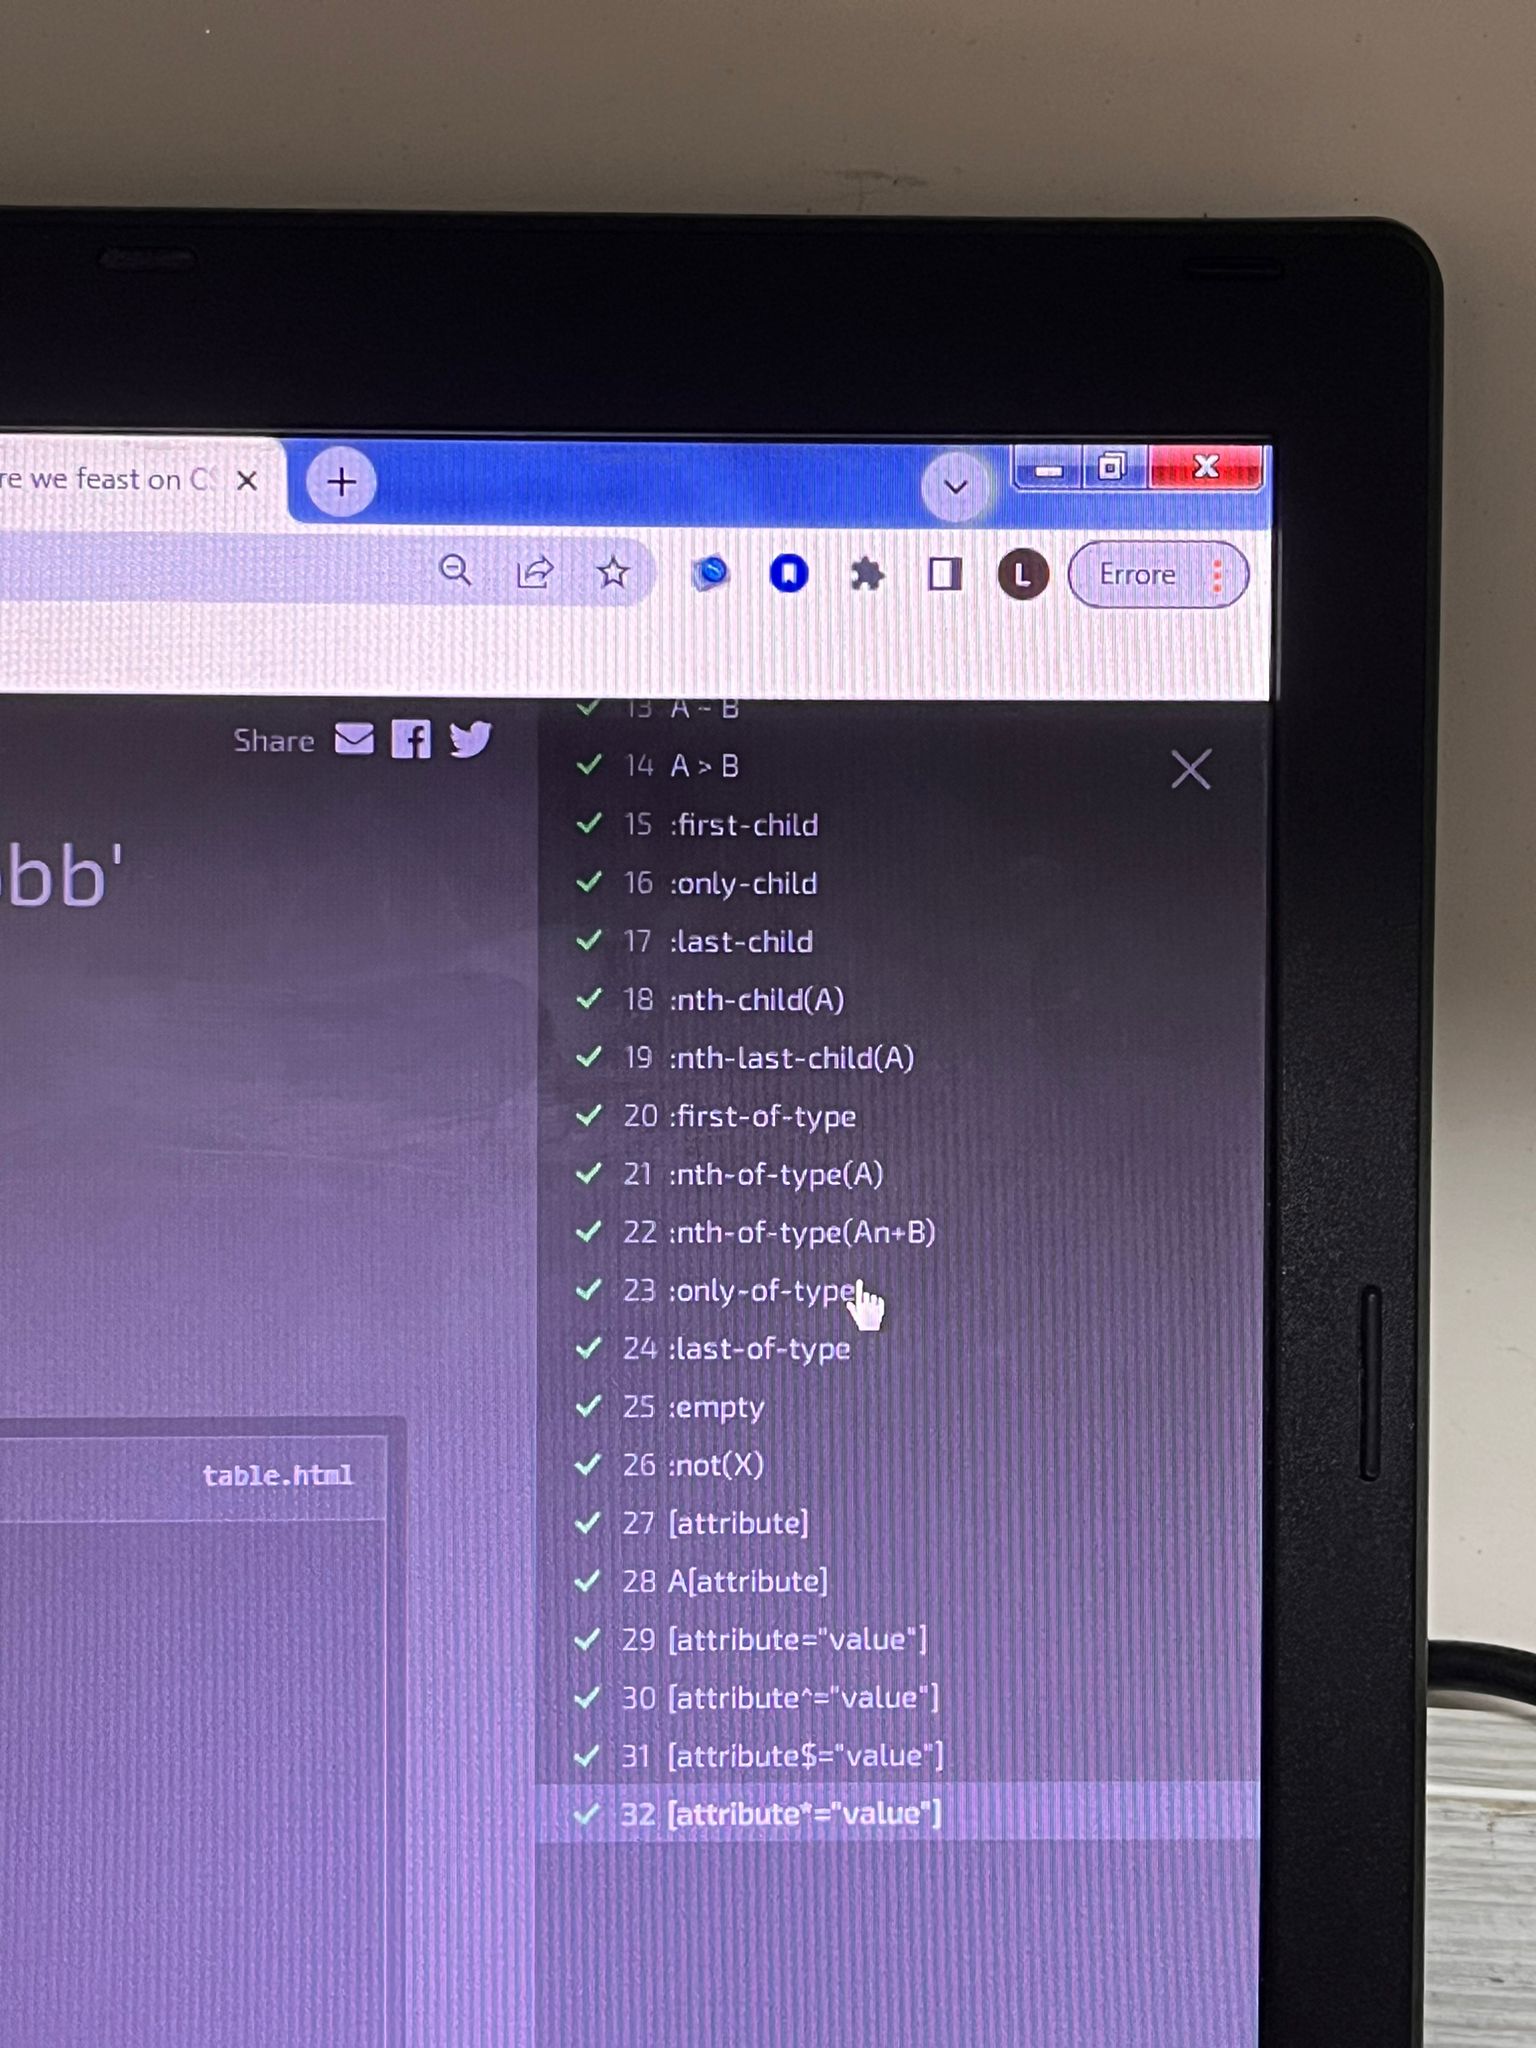 re we feast on CS
L
Errore
Share
bb'
13 A ~ B
14 A > B
15 :first-child
16 :only-child
17 :last-child
18 :nth-child(A)
19 :nth-last-child(A)
20 :first-of-type
21 :nth-of-type(A)
22 :nth-of-type(An+B)
23 :only-of-type
24 :last-of-type
25 :empty
26 :not(X)
27 [attribute]
28 A[attribute]
29 [attribute="value"]
30 [attribute^="value"]
31 [attribute$="value"]
32 [attribute*="value"]
table.html